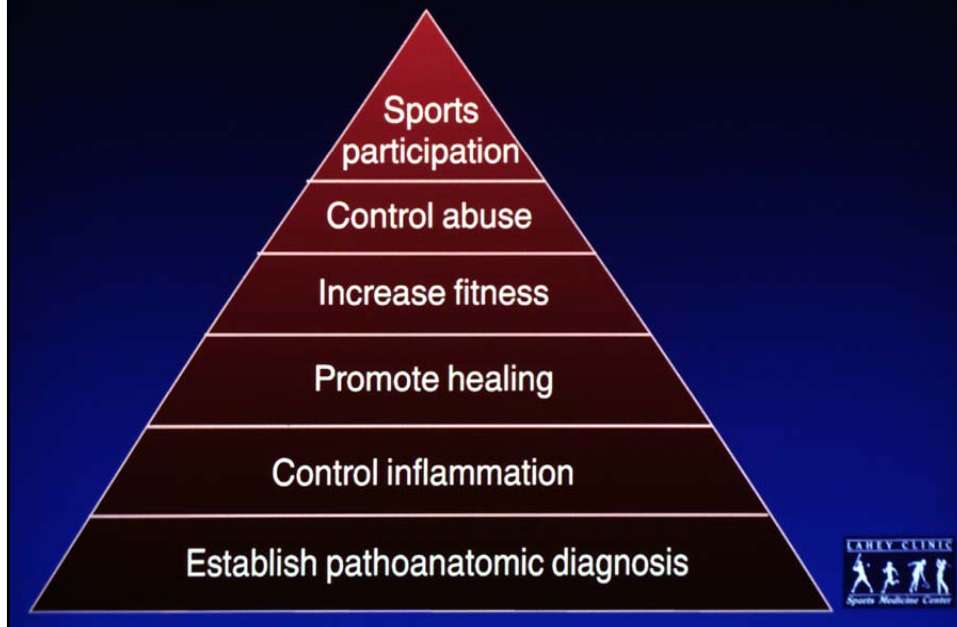 Sports
participation
Control abuse
Increase fitness
Promote healing
Control inflammation
Establish pathoanatomic diagnosis
LAHEY CLINIC
Sports Medicine Center